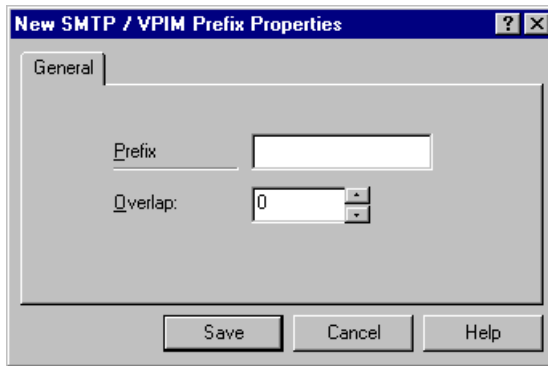 New SMTP / VPIM Prefix Properties
General
Prefix
Overlap: 0
Save Cancel Help